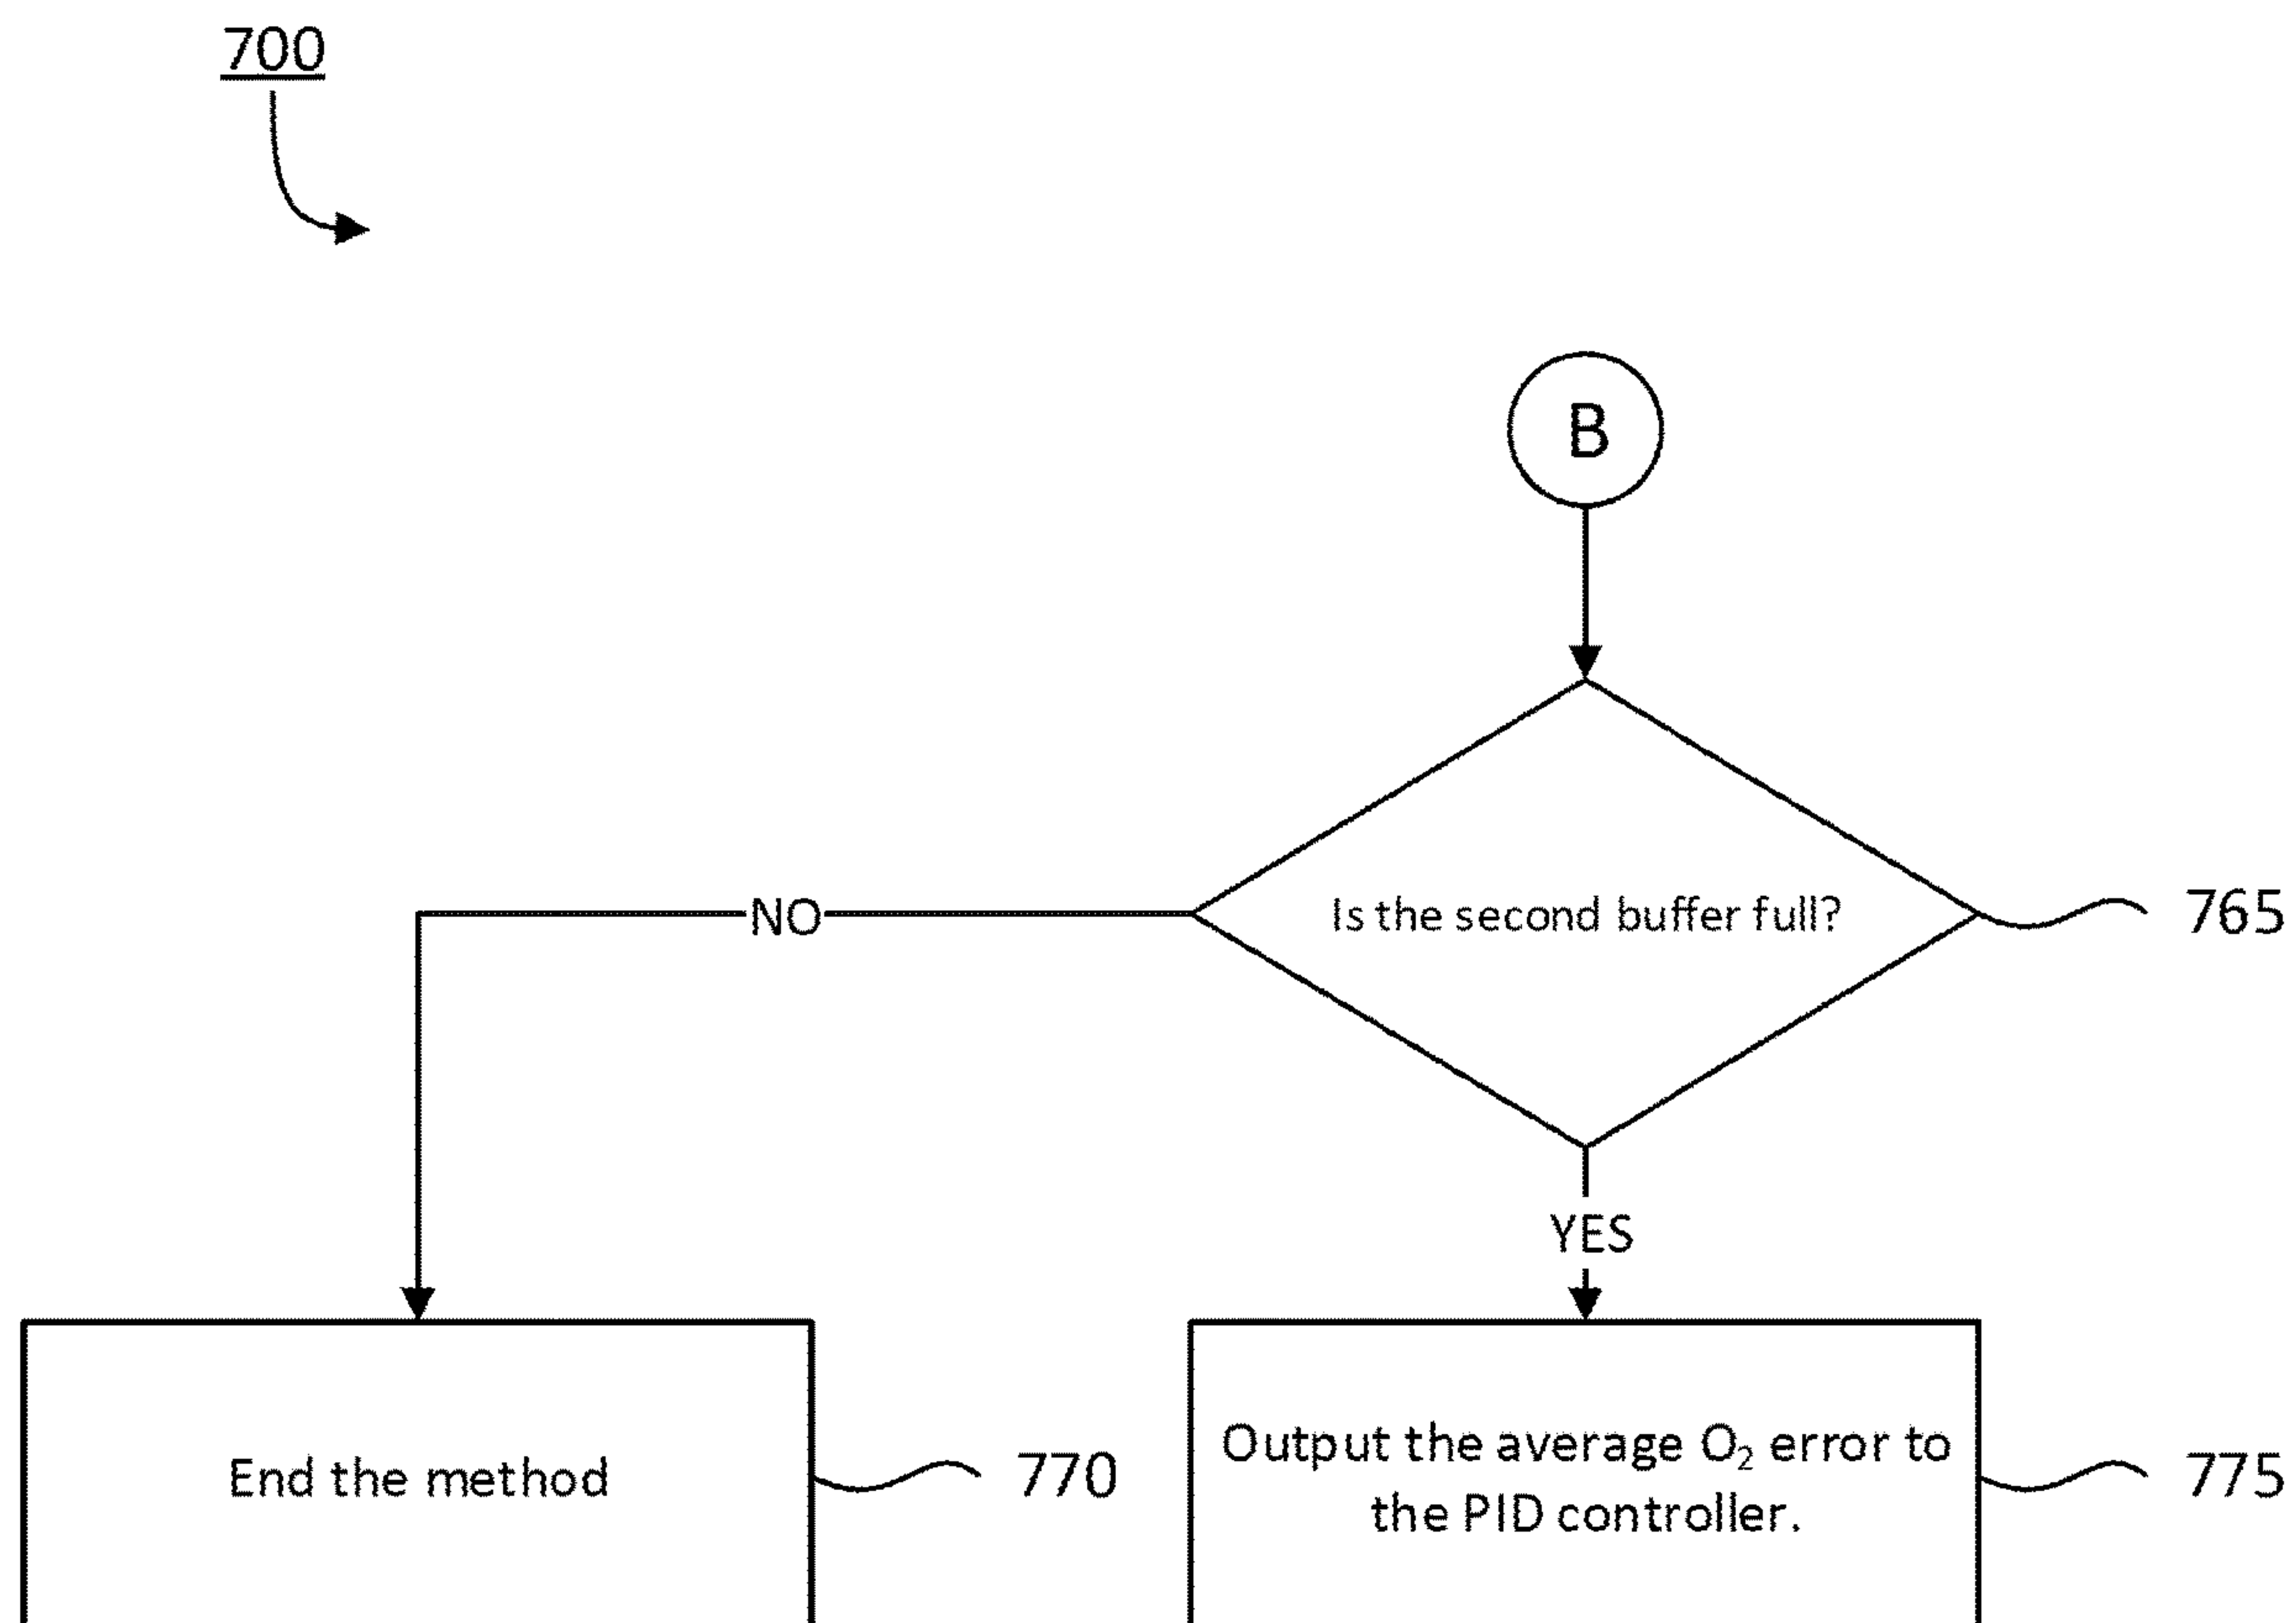 700
B
Is the second buffer full?
765
NO
YES
End the method
770
Output the average O₂ error to
the PID controller.
775